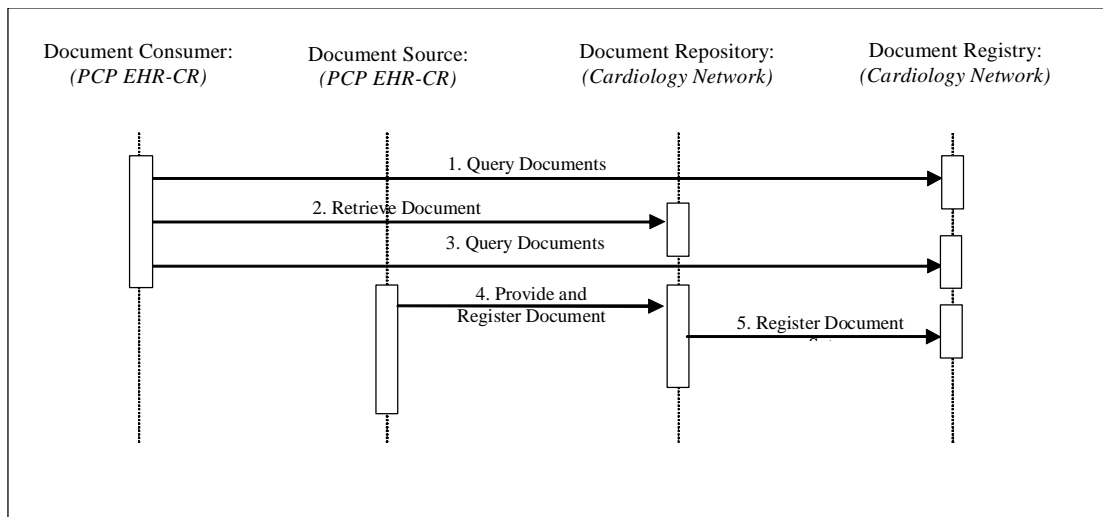 Document Consumer:
(PCP EHR-CR)
Document Source:
(PCP EHR-CR)
Document Repository:
(Cardiology Network)
Document Registry:
(Cardiology Network)
1. Query Documents
2. Retrieve Document
3. Query Documents
4. Provide and
Register Document
5. Register Document